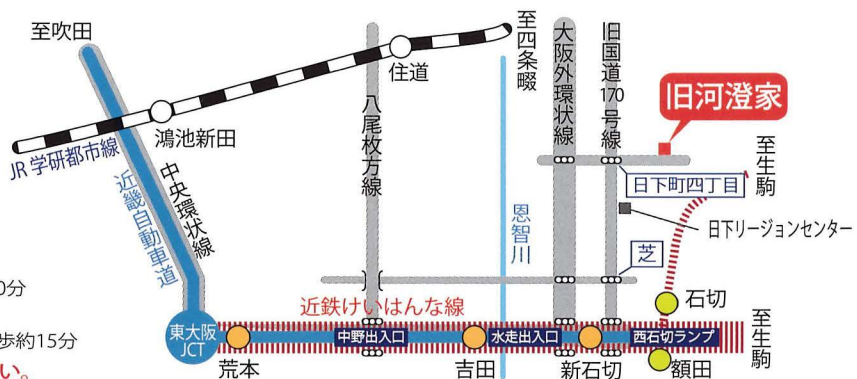 至吹田
至四条畷
大阪外環状線
旧国道170号線
住道
旧河澄家
八尾枚方線
鴻池新田
JR学研都市線
至生駒
日下町四丁目
近畿自動車道
中央環状線
恩智川
日下リージョンセンター
芝
0分
近鉄けいはんな線
石切
歩約15分
東大阪
JCT
中野出入口
水走出入口
西石切ランプ
至生駒
い。
荒本
吉田
新石切
額田